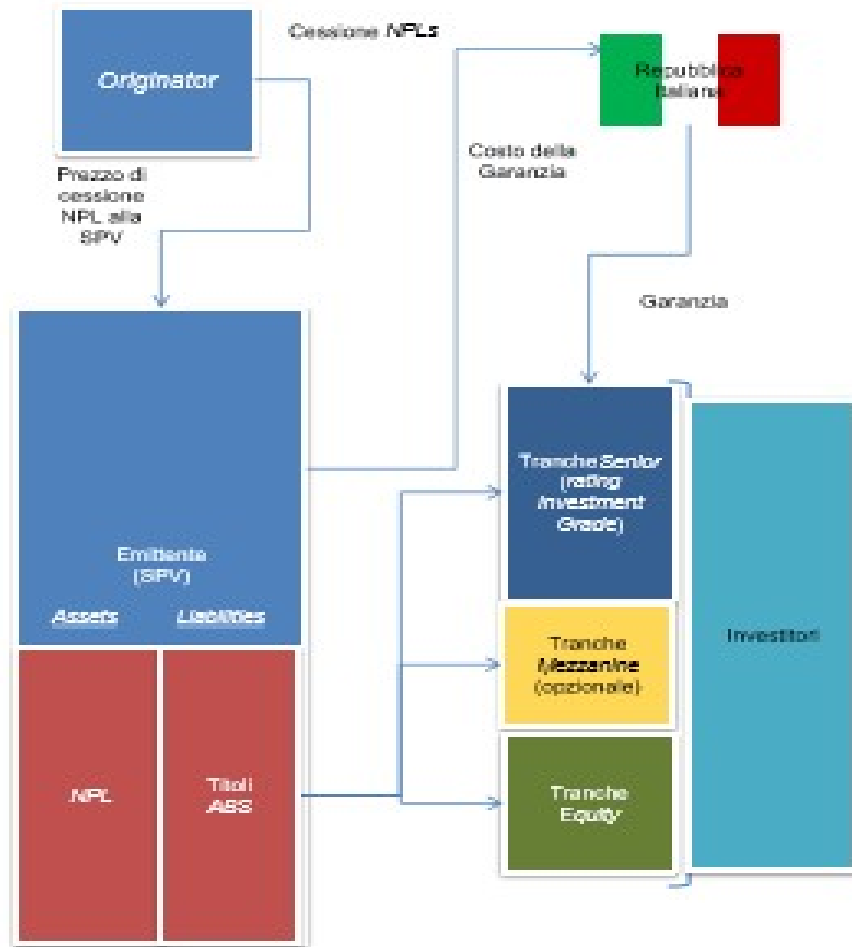 Cessione NPLs
Originator
Repubblica
Italiana
Prezzo di
cessione
NPL alla
SPV
Costo della
Garanzia
Garanzia
Tranche Senior
(rating
Investment
Grade)
Emittente
(SPV)
Assets
Liabilities
Tranche
Mezzanine
(opzionale)
Investitori
NPL
Titoli
ABS
Tranche
Equity